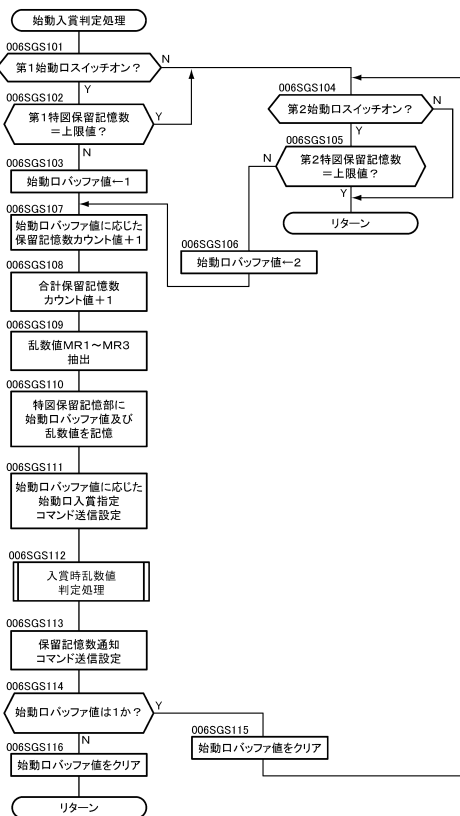 始動入賞判定処理
006SGS101
第1始動口スイッチオン?
N
Y
006SGS102
第1特図保留記憶数
=上限値?
Y
N
006SGS103
始動口バッファ値←1
006SGS104
第2始動口スイッチオン?
N
Y
006SGS105
第2特図保留記憶数
=上限値?
N
Y
リターン
006SGS106
始動口バッファ値←2
006SGS107
始動口バッファ値に応じた
保留記憶数カウント値+1
006SGS108
合計保留記憶数
カウント値+1
006SGS109
乱数値MR1～MR3
抽出
006SGS110
特図保留記憶部に
始動口バッファ値及び
乱数値を記憶
006SGS111
始動口バッファ値に応じた
始動口入賞指定
コマンド送信設定
006SGS112
入賞時乱数値
判定処理
006SGS113
保留記憶数通知
コマンド送信設定
006SGS114
始動口バッファ値は1か?
Y
N
006SGS115
始動口バッファ値をクリア
006SGS116
始動口バッファ値をクリア
リターン